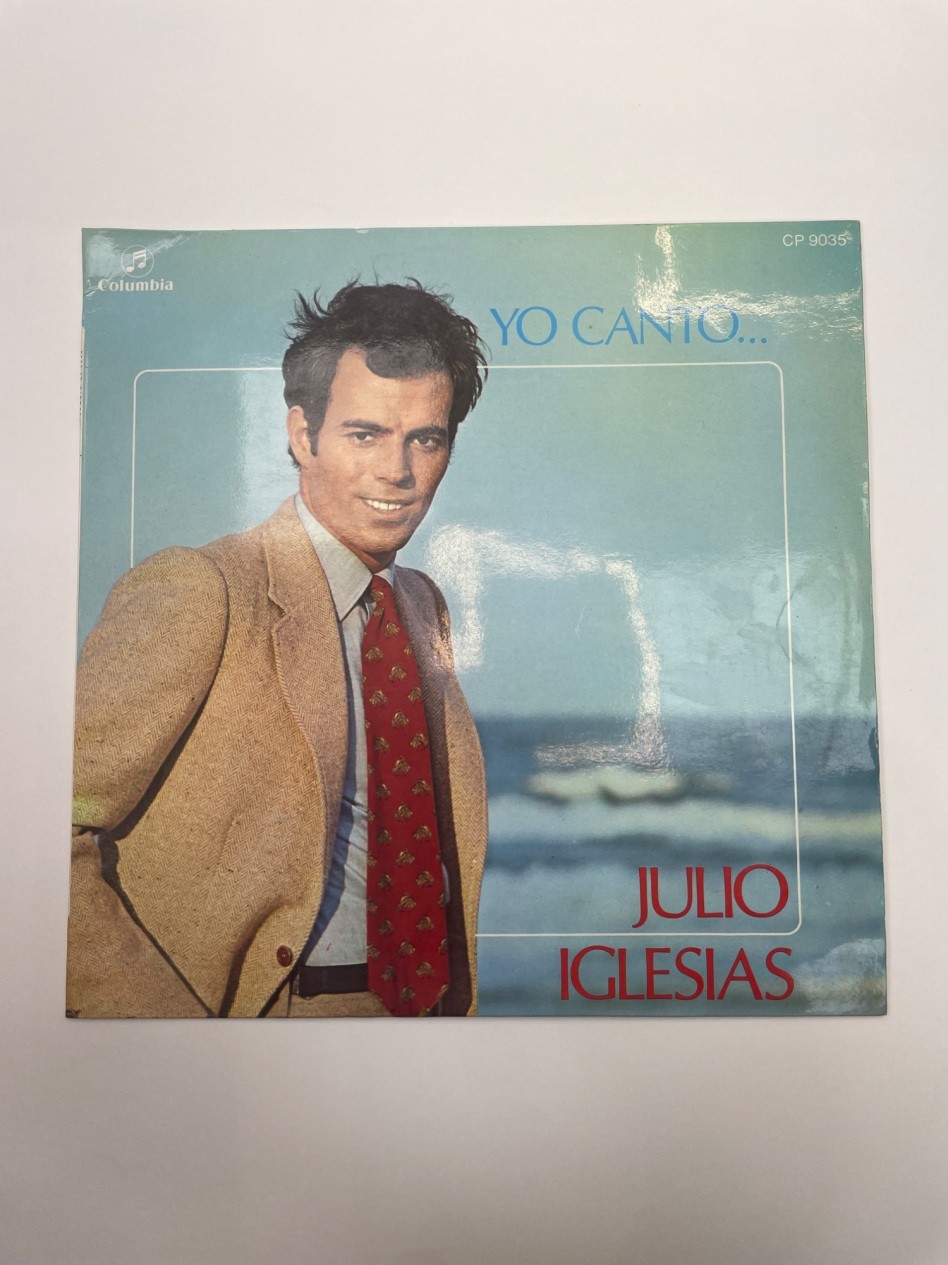 Columbia
CP 9035
YO CANTO...
JULIO
IGLESIAS